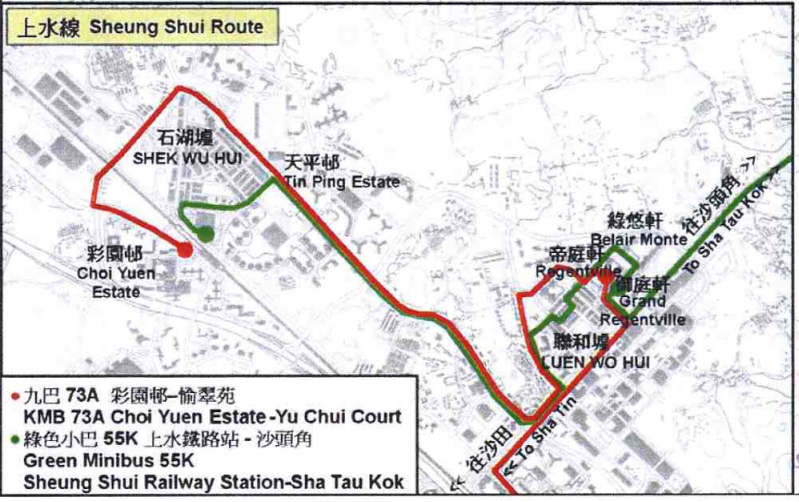 上水線 Sheung Shui Route
石湖墟
SHEK WU HUI
天平邨
Tin Ping Estate
彩園邨
Choi Yuen
Estate
綠悠軒
Belair Monte
往沙頭角 >>
To Sha Tau Kok >>
帝庭軒
Regentville
御庭軒
Grand
Regentville
聯和墟
LUEN WO HUI
<< 往沙田
<< To Sha Tin
九巴 73A 彩園邨–愉翠苑
KMB 73A Choi Yuen Estate-Yu Chui Court
綠色小巴 55K 上水鐵路站 - 沙頭角
Green Minibus 55K
Sheung Shui Railway Station-Sha Tau Kok